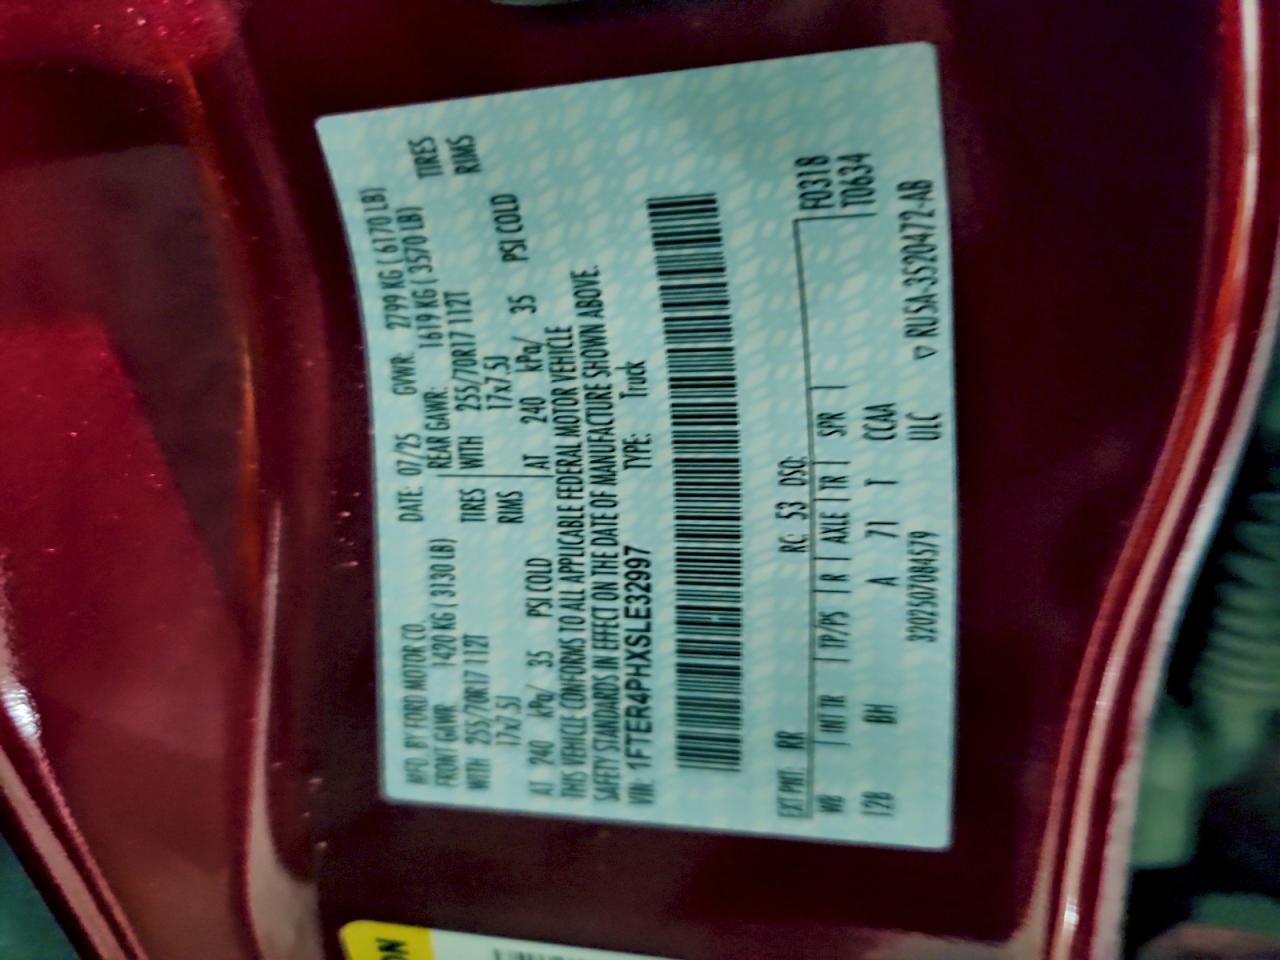 MFD. BY FORD MOTOR CO.
DATE: 07/25
GVWR: 2799 KG ( 6170 LB)
FRONT GAWR: 1420 KG ( 3130 LB)
REAR GAWR: 1619 KG ( 3570 LB)
WITH 255/70R17 112T TIRES
WITH 255/70R17 112T TIRES
17x7.5J RIMS
17x7.5J RIMS
AT 240 kPa/ 35 PSI COLD
AT 240 kPa/ 35 PSI COLD
THIS VEHICLE CONFORMS TO ALL APPLICABLE FEDERAL MOTOR VEHICLE
SAFETY STANDARDS IN EFFECT ON THE DATE OF MANUFACTURE SHOWN ABOVE.
VIN: 1FTER4PHXSLE32997
TYPE: Truck
EXT PNT: RR RC: 53 DSO: F0318
WB INT TR TP/PS R AXLE TR SPR T0634
128 BH A 7I T CCAA
3202507084579 ULC ▽ RU5A-3520472-AB
ON